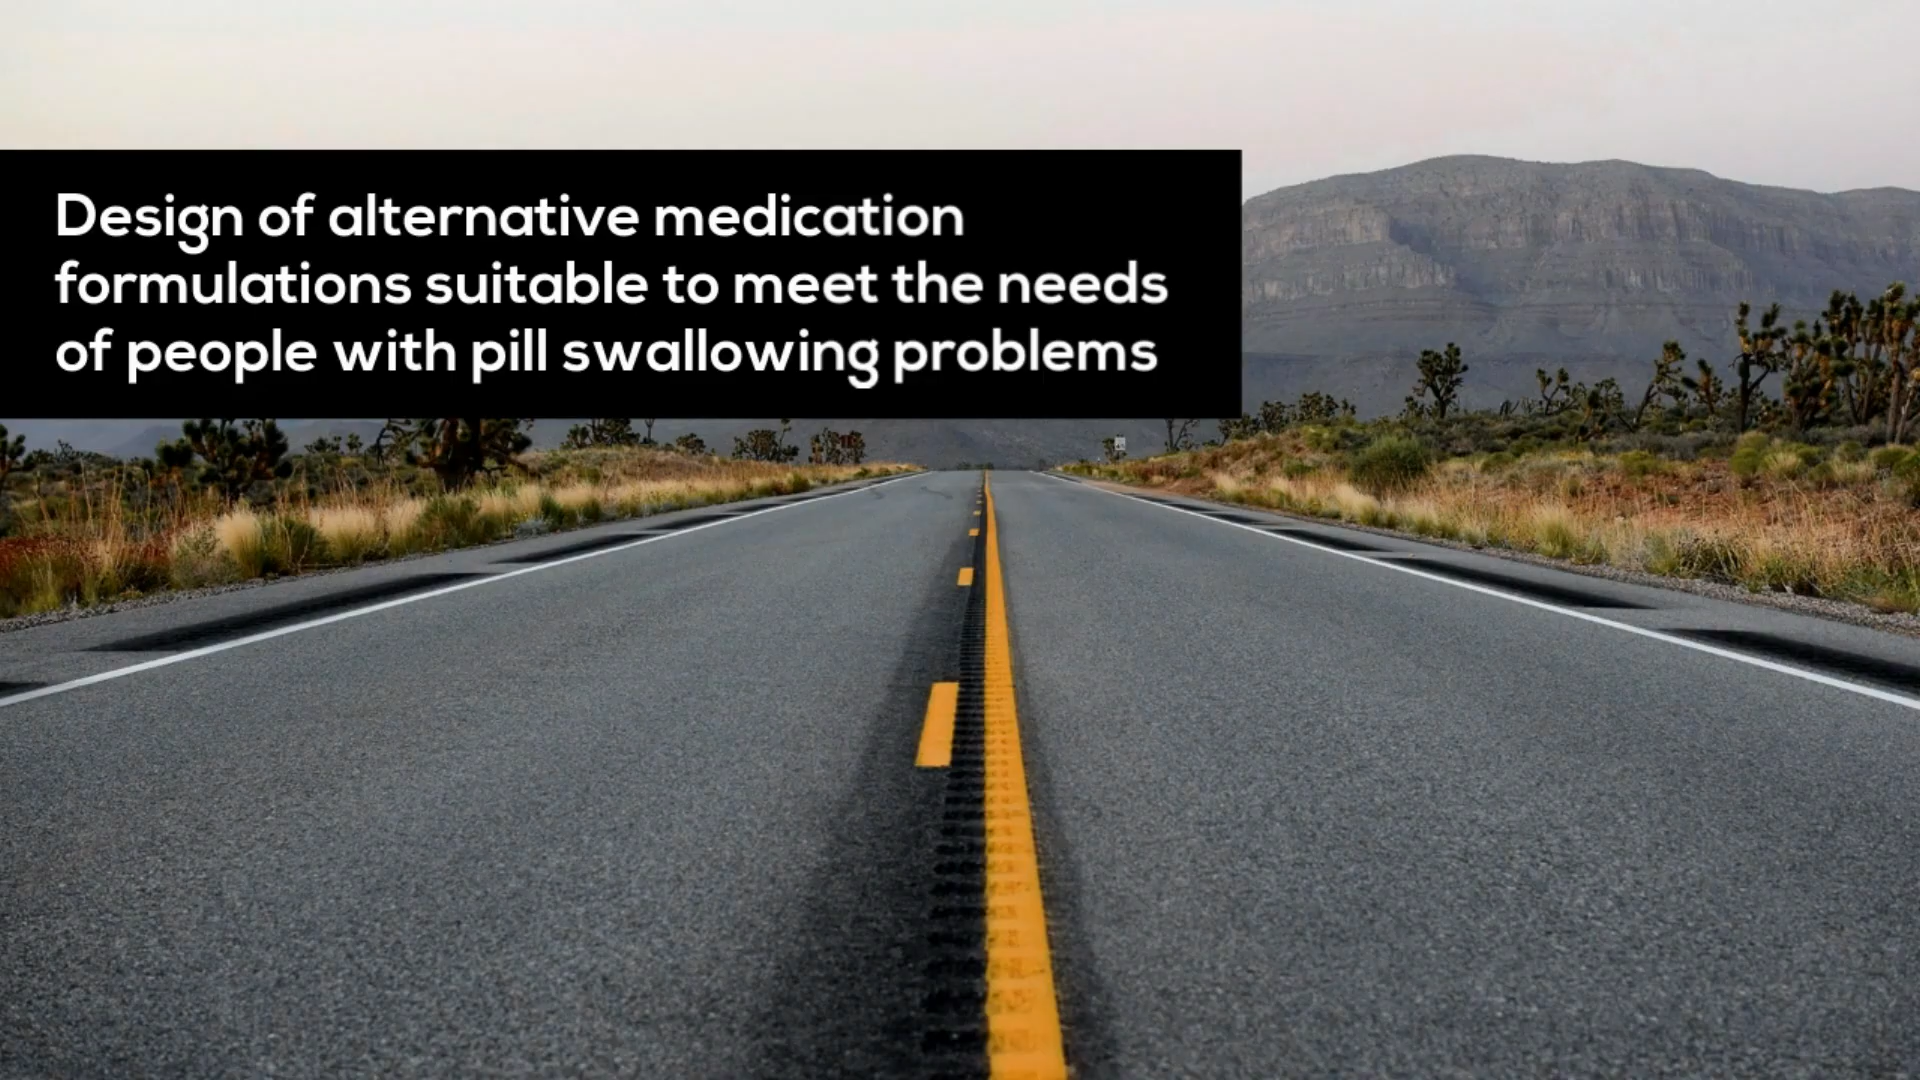 Design of alternative medication
formulations suitable to meet the needs
of people with pill swallowing problems